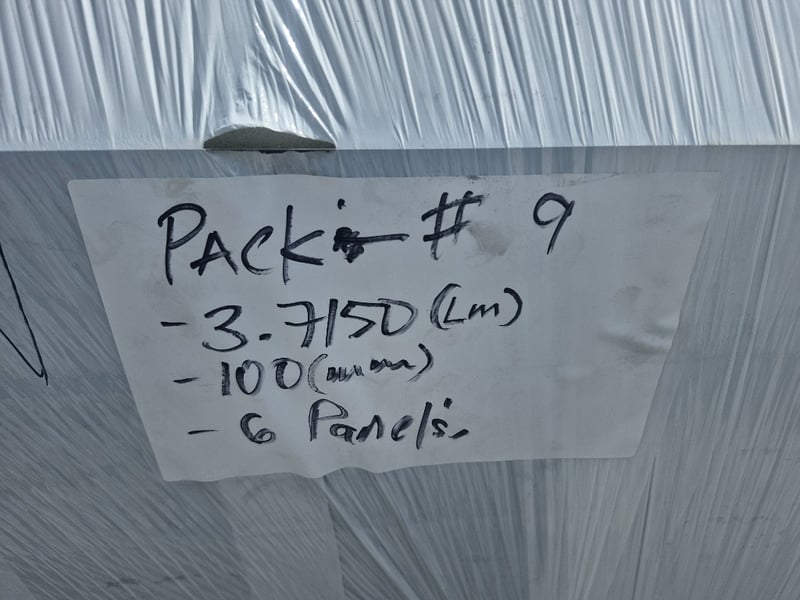 PACK: # 9
- 3.7150 (Lm)
- 100 (mm)
- 6 Panels.